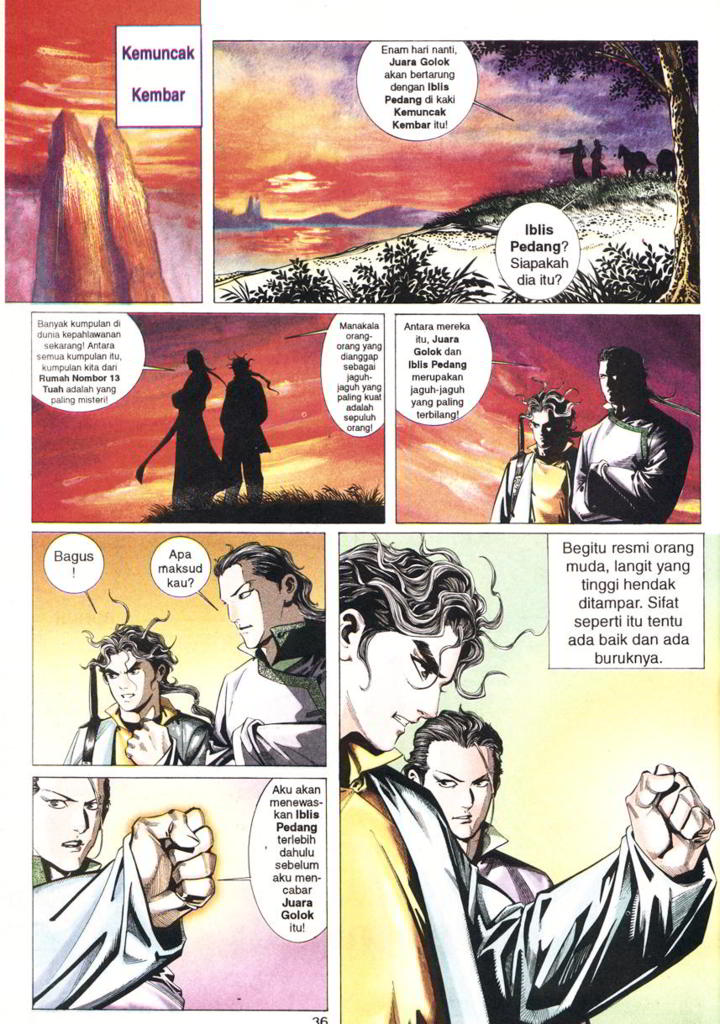 Kemuncak
Kembar
Enam hari nanti,
Juara Golok
akan bertarung
dengan Iblis
Pedang di kaki
Kemuncak
Kembar itu!
Iblis
Pedang?
Siapakah
dia itu?
Banyak kumpulan di
dunia kepahlawanan
sekarang! Antara
semua kumpulan itu,
kumpulan kita dari
Rumah Nombor 13
Tuah adalah yang
paling misteri!
Manakala
orang-
orang yang
dianggap
sebagai
jaguh-
jaguh yang
paling kuat
adalah
sepuluh
orang!
Antara mereka
itu, Juara
Golok dan
Iblis Pedang
merupakan
jaguh-jaguh
yang paling
terbilang!
Bagus
!
Apa
maksud
kau?
Aku akan
menewas-
kan Iblis
Pedang
terlebih
dahulu
sebelum
aku men-
cabar
Juara
Golok
itu!
Begitu resmi orang
muda, langit yang
tinggi hendak
ditampar. Sifat
seperti itu tentu
ada baik dan ada
buruknya.
36